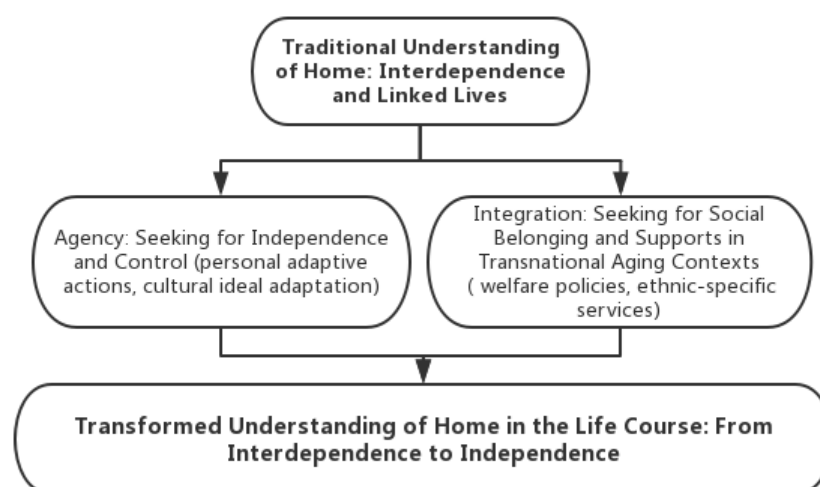 Traditional Understanding
of Home: Interdependence
and Linked Lives
Agency: Seeking for Independence
and Control (personal adaptive
actions, cultural ideal adaptation)
Integration: Seeking for Social
Belonging and Supports in
Transnational Aging Contexts
( welfare policies, ethnic-specific
services)
Transformed Understanding of Home in the Life Course: From
Interdependence to Independence